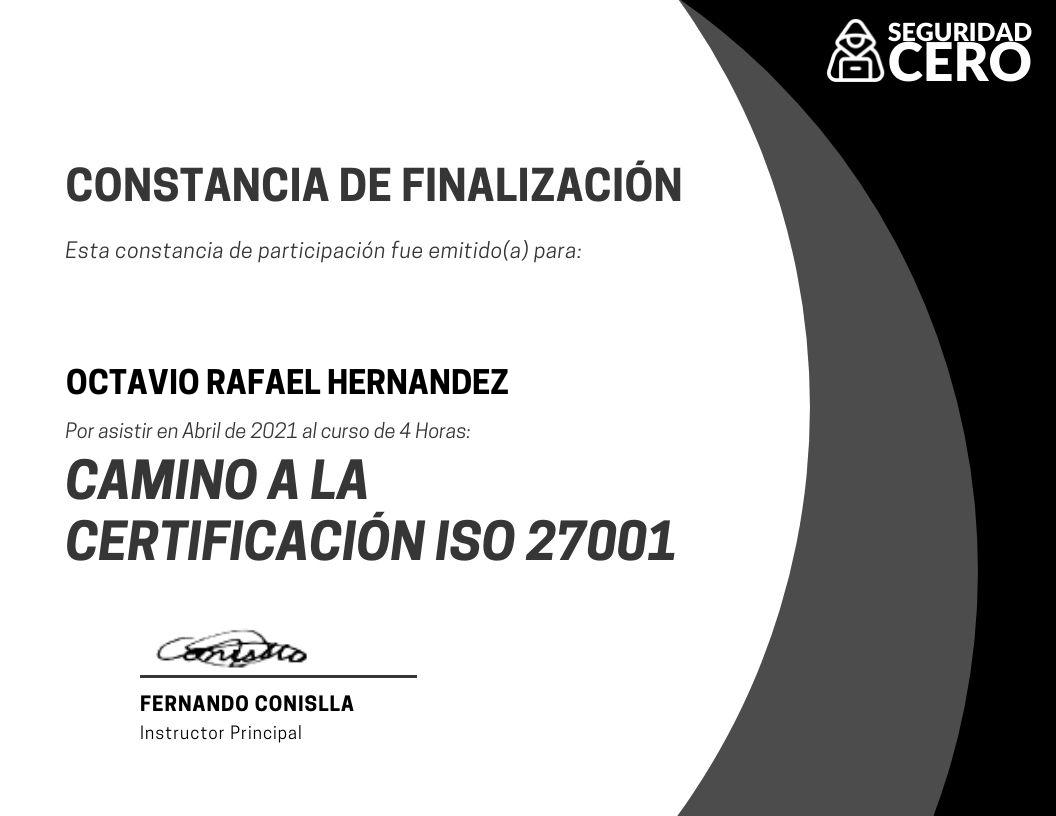 SEGURIDAD
CERO
CONSTANCIA DE FINALIZACIÓN
Esta constancia de participación fue emitido(a) para:
OCTAVIO RAFAEL HERNANDEZ
Por asistir en Abril de 2021 al curso de 4 Horas:
CAMINO A LA
CERTIFICACIÓN ISO 27001
Conislla
FERNANDO CONISLLA
Instructor Principal